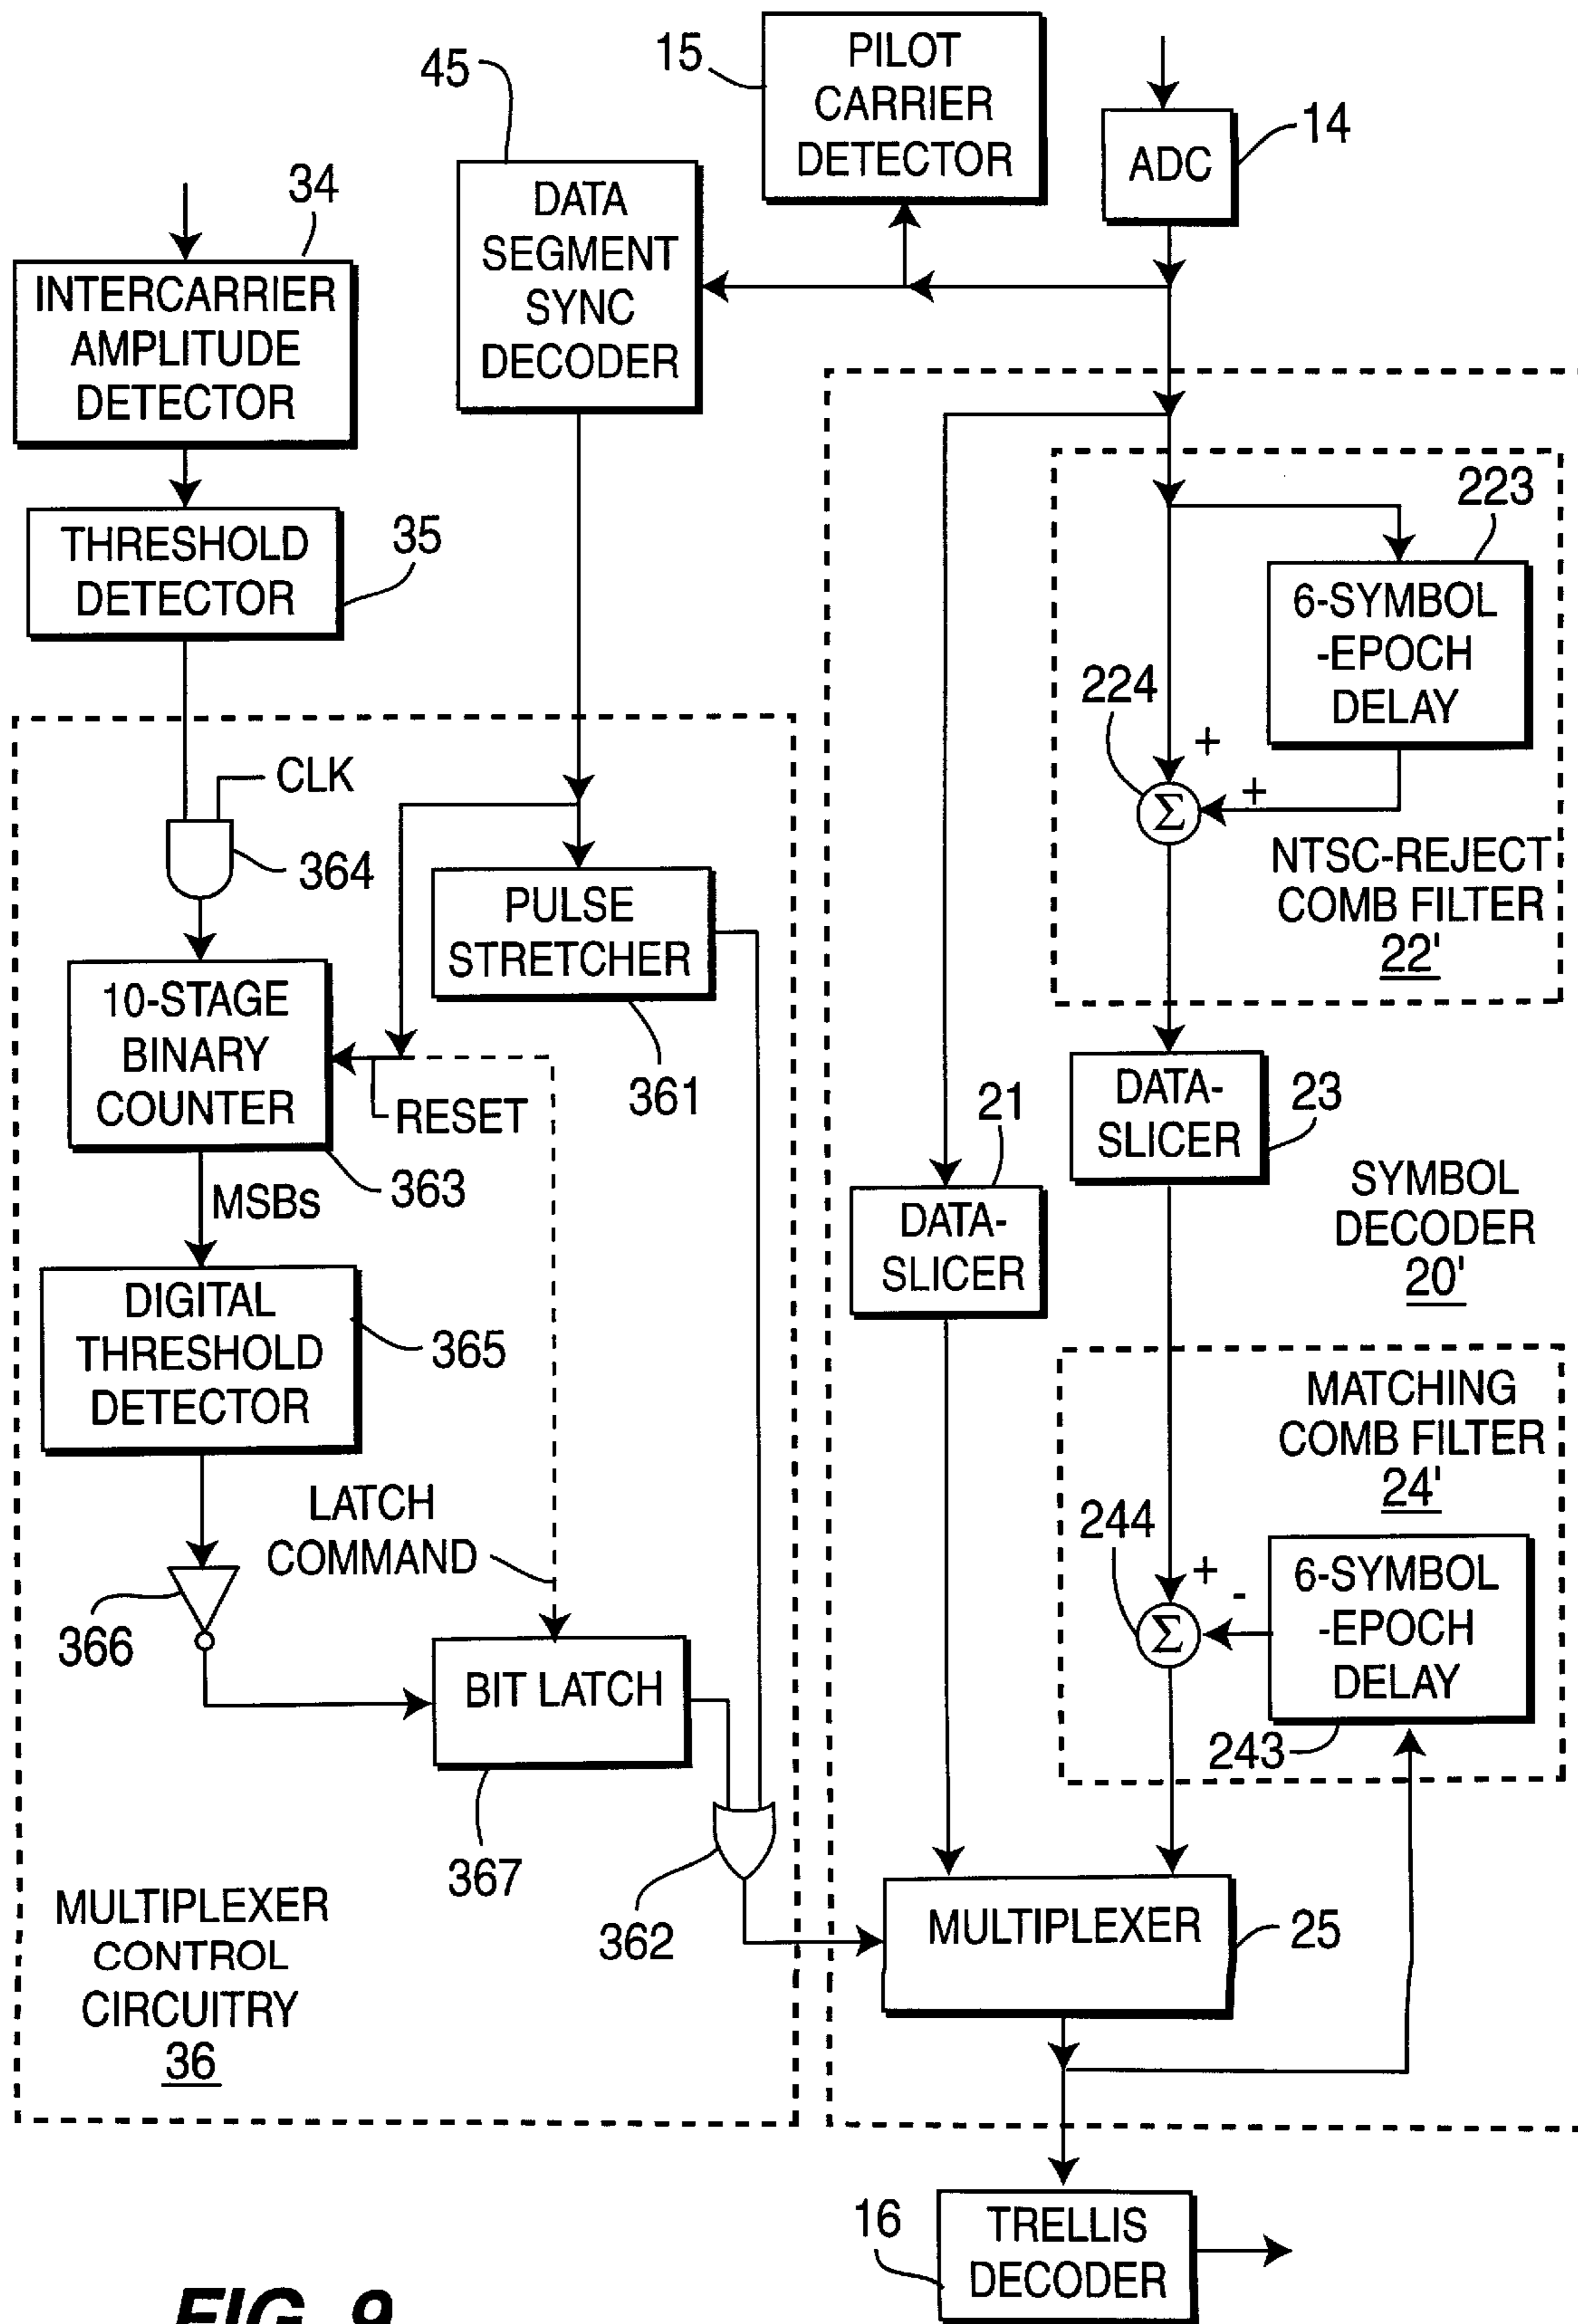 15
PILOT
CARRIER
DETECTOR
45
14
ADC
34
DATA
SEGMENT
SYNC
DECODER
INTERCARRIER
AMPLITUDE
DETECTOR
35
THRESHOLD
DETECTOR
223
6-SYMBOL
-EPOCH
DELAY
224
+
+
Σ
NTSC-REJECT
COMB FILTER
22'
CLK
364
PULSE
STRETCHER
361
10-STAGE
BINARY
COUNTER
RESET
363
MSBs
21
DATA-
SLICER
DATA-
SLICER
23
SYMBOL
DECODER
20'
DIGITAL
THRESHOLD
DETECTOR
365
MATCHING
COMB FILTER
24'
LATCH
COMMAND
366
244
+
-
Σ
6-SYMBOL
-EPOCH
DELAY
243
BIT LATCH
367
362
MULTIPLEXER
25
MULTIPLEXER
CONTROL
CIRCUITRY
36
16
TRELLIS
DECODER
FIG. 9